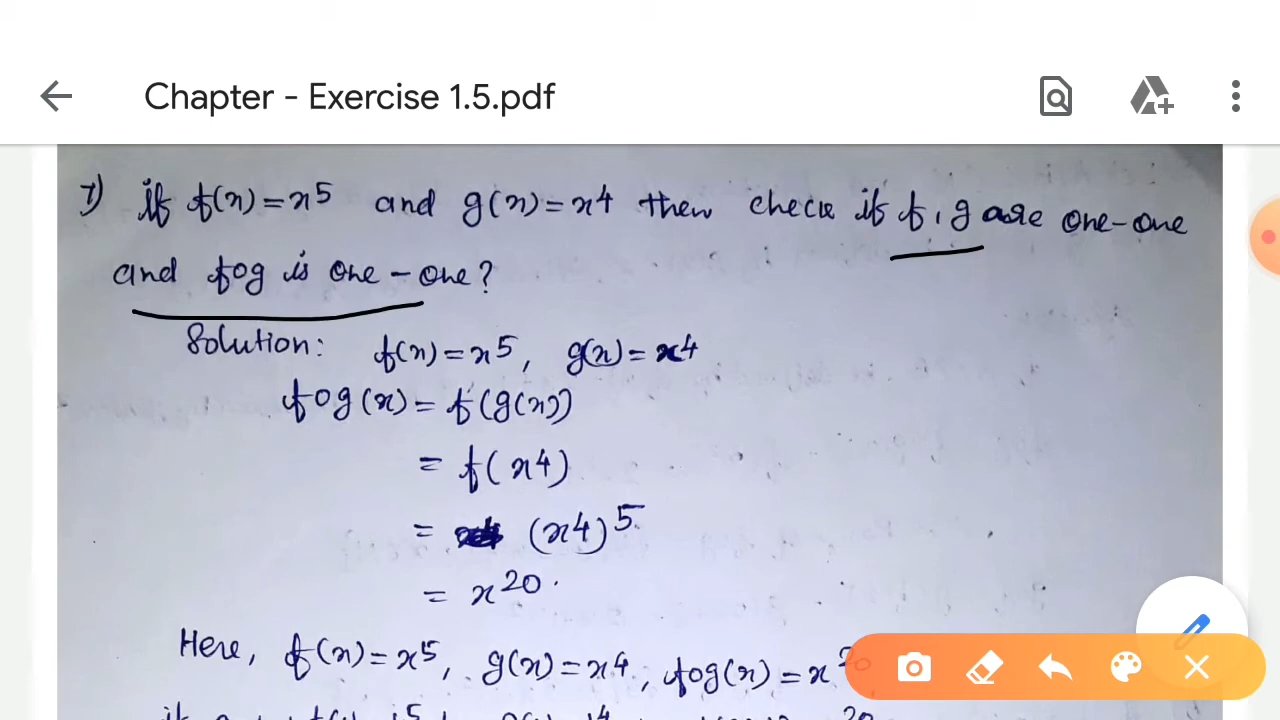 Chapter - Exercise 1.5.pdf
7) if f(x)=x⁵ and g(x)=x⁴ then check if f,g are one-one
and fog is one-one?
Solution: f(x)=x⁵, g(x)=x⁴
fog(x)=f(g(x))
= f(x⁴)
= (x⁴)⁵
= x²⁰.
Here, f(x)=x⁵, g(x)=x⁴, fog(x)=x²⁰